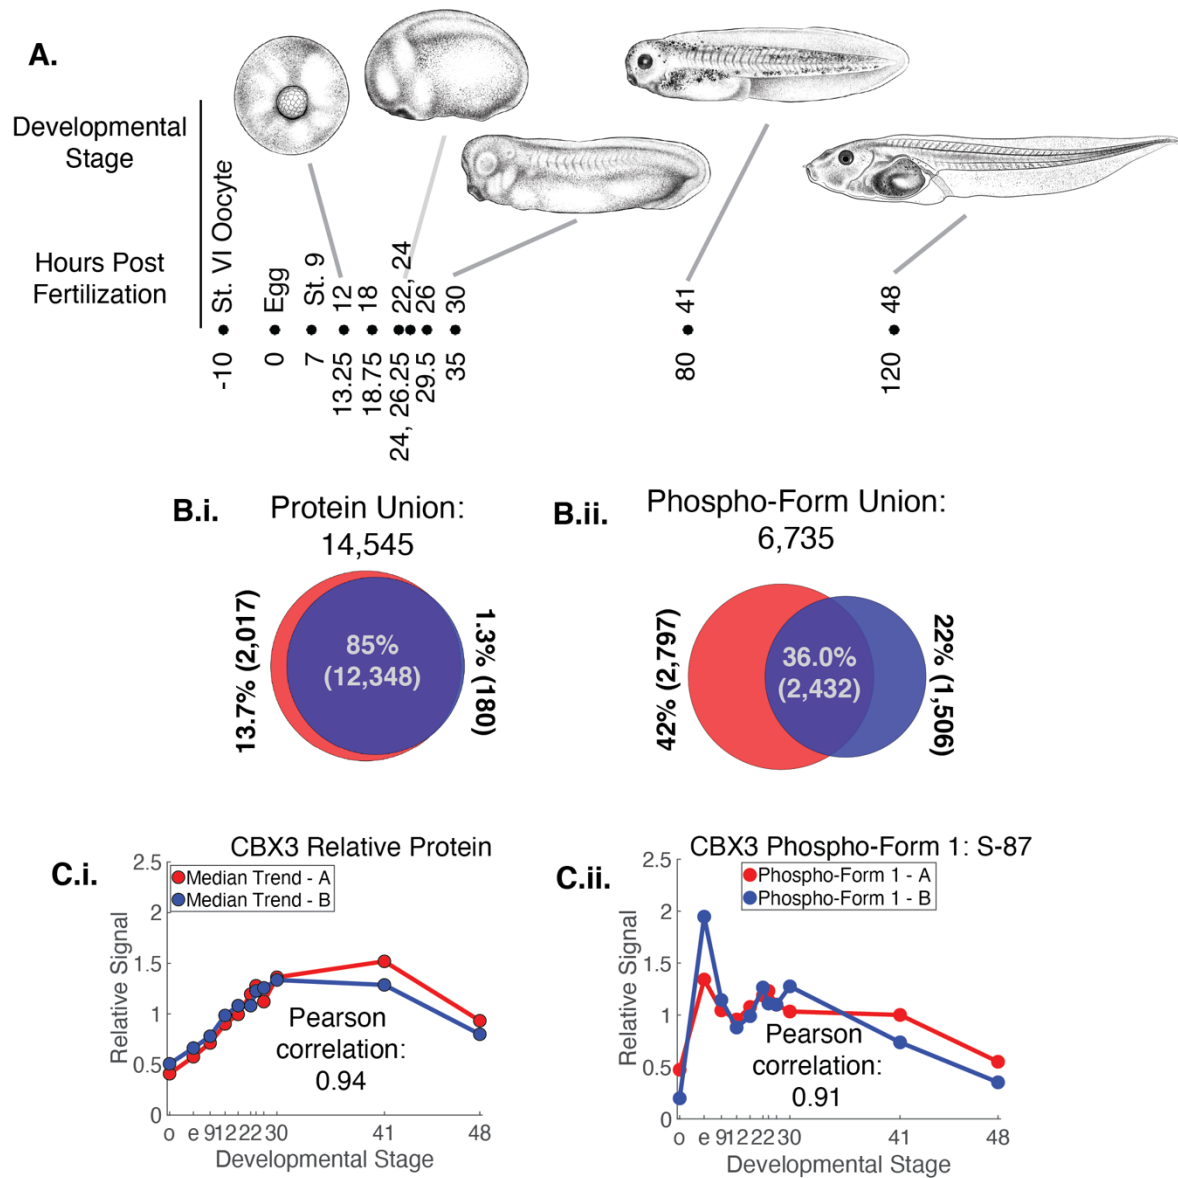 A.
Developmental
Stage
Hours Post
Fertilization
St. VI Oocyte
Egg
St. 9
12
18
22, 24
26
30
41
48
-10
0
7
13.25
18.75
24, 26.25
29.5
35
80
120
B.i.
Protein Union:
14,545
13.7% (2,017)
85%
(12,348)
1.3% (180)
B.ii.
Phospho-Form Union:
6,735
42% (2,797)
36.0%
(2,432)
22% (1,506)
C.i.
CBX3 Relative Protein
Median Trend - A
Median Trend - B
Relative Signal
2.5
2
1.5
1
0.5
0
Pearson
correlation:
0.94
o e 912 22 30 41 48
Developmental Stage
C.ii.
CBX3 Phospho-Form 1: S-87
Phospho-Form 1 - A
Phospho-Form 1 - B
Relative Signal
2.5
2
1.5
1
0.5
0
Pearson
correlation:
0.91
o e 912 22 30 41 48
Developmental Stage